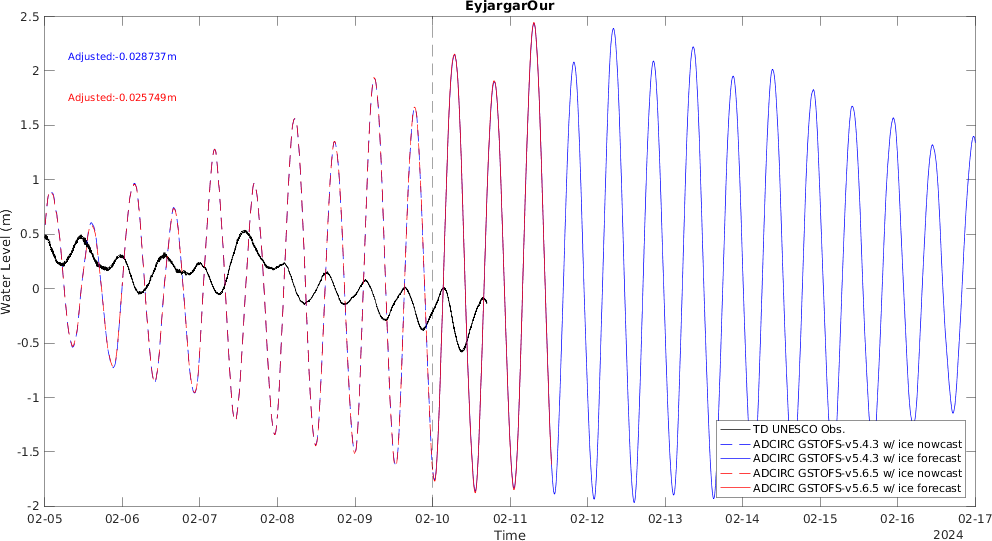 EyjargarOur
2.5
2
1.5
1
0.5
0
-0.5
-1
-1.5
-2
Water Level (m)
Adjusted:-0.028737m
Adjusted:-0.025749m
TD UNESCO Obs.
ADCIRC GSTOFS-v5.4.3 w/ ice nowcast
ADCIRC GSTOFS-v5.4.3 w/ ice forecast
ADCIRC GSTOFS-v5.6.5 w/ ice nowcast
ADCIRC GSTOFS-v5.6.5 w/ ice forecast
02-05 02-06 02-07 02-08 02-09 02-10 02-11 02-12 02-13 02-14 02-15 02-16 02-17
Time
2024